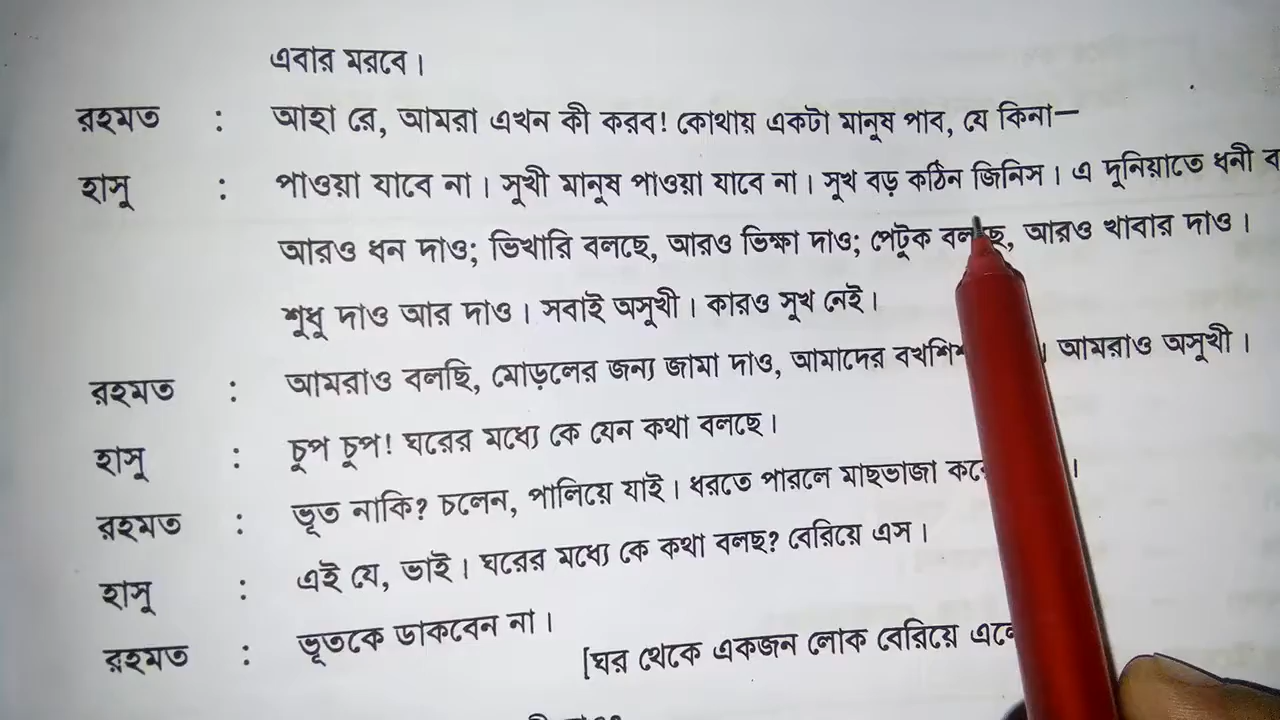 এবার মরবে।
রহমত : আহা রে, আমরা এখন কী করব! কোথায় একটা মানুষ পাব, যে কিনা—
হাসু : পাওয়া যাবে না। সুখী মানুষ পাওয়া যাবে না। সুখ বড় কঠিন জিনিস। এ দুনিয়াতে ধনী
আরও ধন দাও; ভিখারি বলছে, আরও ভিক্ষা দাও; পেটুক বলছে, আরও খাবার দাও।
শুধু দাও আর দাও। সবাই অসুখী। কারও সুখ নেই।
রহমত : আমরাও বলছি, মোড়লের জন্য জামা দাও, আমাদের । আমরাও অসুখী।
হাসু : চুপ চুপ! ঘরের মধ্যে কে যেন কথা বলছে।
রহমত : ভূত নাকি? চলেন, পালিয়ে যাই। ধরতে পারলে মাছভাজা ।
হাসু : এই যে, ভাই। ঘরের মধ্যে কে কথা বলছ? বেরিয়ে এস।
রহমত : ভূতকে ডাকবেন না।
[ঘর থেকে একজন লোক বেরিয়ে